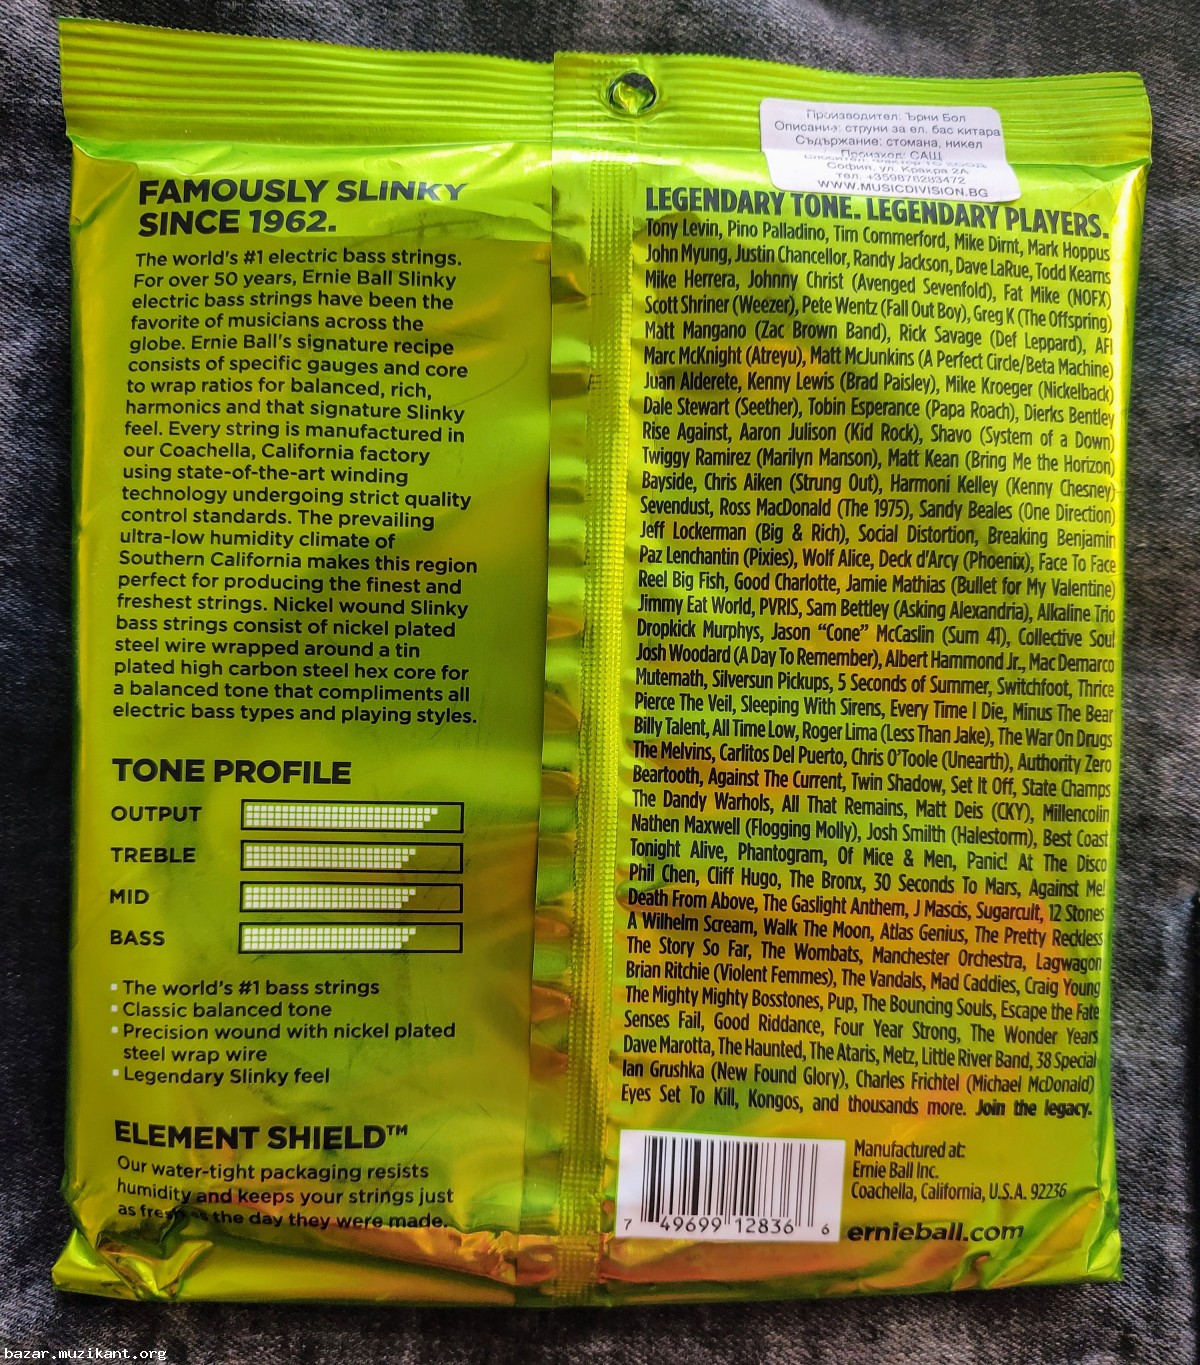 Производител: Ърни Бол
Описание: струни за ел. бас китара
Съдържание: стомана, никел
Произход: САЩ
София, ул. Кракра 2А
тел. +359878283472
WWW.MUSICDIVISION.BG
FAMOUSLY SLINKY
SINCE 1962.
The world's #1 electric bass strings.
For over 50 years, Ernie Ball Slinky
electric bass strings have been the
favorite of musicians across the
globe. Ernie Ball's signature recipe
consists of specific gauges and core
to wrap ratios for balanced, rich,
harmonics and that signature Slinky
feel. Every string is manufactured in
our Coachella, California factory
using state-of-the-art winding
technology undergoing strict quality
control standards. The prevailing
ultra-low humidity climate of
Southern California makes this region
perfect for producing the finest and
freshest strings. Nickel wound Slinky
bass strings consist of nickel plated
steel wire wrapped around a tin
plated high carbon steel hex core for
a balanced tone that compliments all
electric bass types and playing styles.
TONE PROFILE
OUTPUT
TREBLE
MID
BASS
▪ The world's #1 bass strings
▪ Classic balanced tone
▪ Precision wound with nickel plated
steel wrap wire
▪ Legendary Slinky feel
ELEMENT SHIELD™
Our water-tight packaging resists
humidity and keeps your strings just
as fresh as the day they were made.
LEGENDARY TONE. LEGENDARY PLAYERS.
Tony Levin, Pino Palladino, Tim Commerford, Mike Dirnt, Mark Hoppus
John Myung, Justin Chancellor, Randy Jackson, Dave LaRue, Todd Kearns
Mike Herrera, Johnny Christ (Avenged Sevenfold), Fat Mike (NOFX)
Scott Shriner (Weezer), Pete Wentz (Fall Out Boy), Greg K (The Offspring)
Matt Mangano (Zac Brown Band), Rick Savage (Def Leppard), AFI
Marc McKnight (Atreyu), Matt McJunkins (A Perfect Circle/Beta Machine)
Juan Alderete, Kenny Lewis (Brad Paisley), Mike Kroeger (Nickelback)
Dale Stewart (Seether), Tobin Esperance (Papa Roach), Dierks Bentley
Rise Against, Aaron Julison (Kid Rock), Shavo (System of a Down)
Twiggy Ramirez (Marilyn Manson), Matt Kean (Bring Me the Horizon)
Bayside, Chris Aiken (Strung Out), Harmoni Kelley (Kenny Chesney)
Sevendust, Ross MacDonald (The 1975), Sandy Beales (One Direction)
Jeff Lockerman (Big & Rich), Social Distortion, Breaking Benjamin
Paz Lenchantin (Pixies), Wolf Alice, Deck d'Arcy (Phoenix), Face To Face
Reel Big Fish, Good Charlotte, Jamie Mathias (Bullet for My Valentine)
Jimmy Eat World, PVRIS, Sam Bettley (Asking Alexandria), Alkaline Trio
Dropkick Murphys, Jason “Cone” McCaslin (Sum 41), Collective Soul
Josh Woodard (A Day To Remember), Albert Hammond Jr., Mac Demarco
Mutemath, Silversun Pickups, 5 Seconds of Summer, Switchfoot, Thrice
Pierce The Veil, Sleeping With Sirens, Every Time I Die, Minus The Bear
Billy Talent, All Time Low, Roger Lima (Less Than Jake), The War On Drugs
The Melvins, Carlitos Del Puerto, Chris O'Toole (Unearth), Authority Zero
Beartooth, Against The Current, Twin Shadow, Set It Off, State Champs
The Dandy Warhols, All That Remains, Matt Deis (CKY), Millencolin
Nathen Maxwell (Flogging Molly), Josh Smilth (Halestorm), Best Coast
Tonight Alive, Phantogram, Of Mice & Men, Panic! At The Disco
Phil Chen, Cliff Hugo, The Bronx, 30 Seconds To Mars, Against Me!
Death From Above, The Gaslight Anthem, J Mascis, Sugarcult, 12 Stones
A Wilhelm Scream, Walk The Moon, Atlas Genius, The Pretty Reckless
The Story So Far, The Wombats, Manchester Orchestra, Lagwagon
Brian Ritchie (Violent Femmes), The Vandals, Mad Caddies, Craig Young
The Mighty Mighty Bosstones, Pup, The Bouncing Souls, Escape the Fate
Senses Fail, Good Riddance, Four Year Strong, The Wonder Years
Dave Marotta, The Haunted, The Ataris, Metz, Little River Band, 38 Special
Ian Grushka (New Found Glory), Charles Frichtel (Michael McDonald)
Eyes Set To Kill, Kongos, and thousands more. Join the legacy.
7 49699 12836 6
Manufactured at:
Ernie Ball Inc.
Coachella, California, U.S.A. 92236
ernieball.com
bazar.muzikant.org